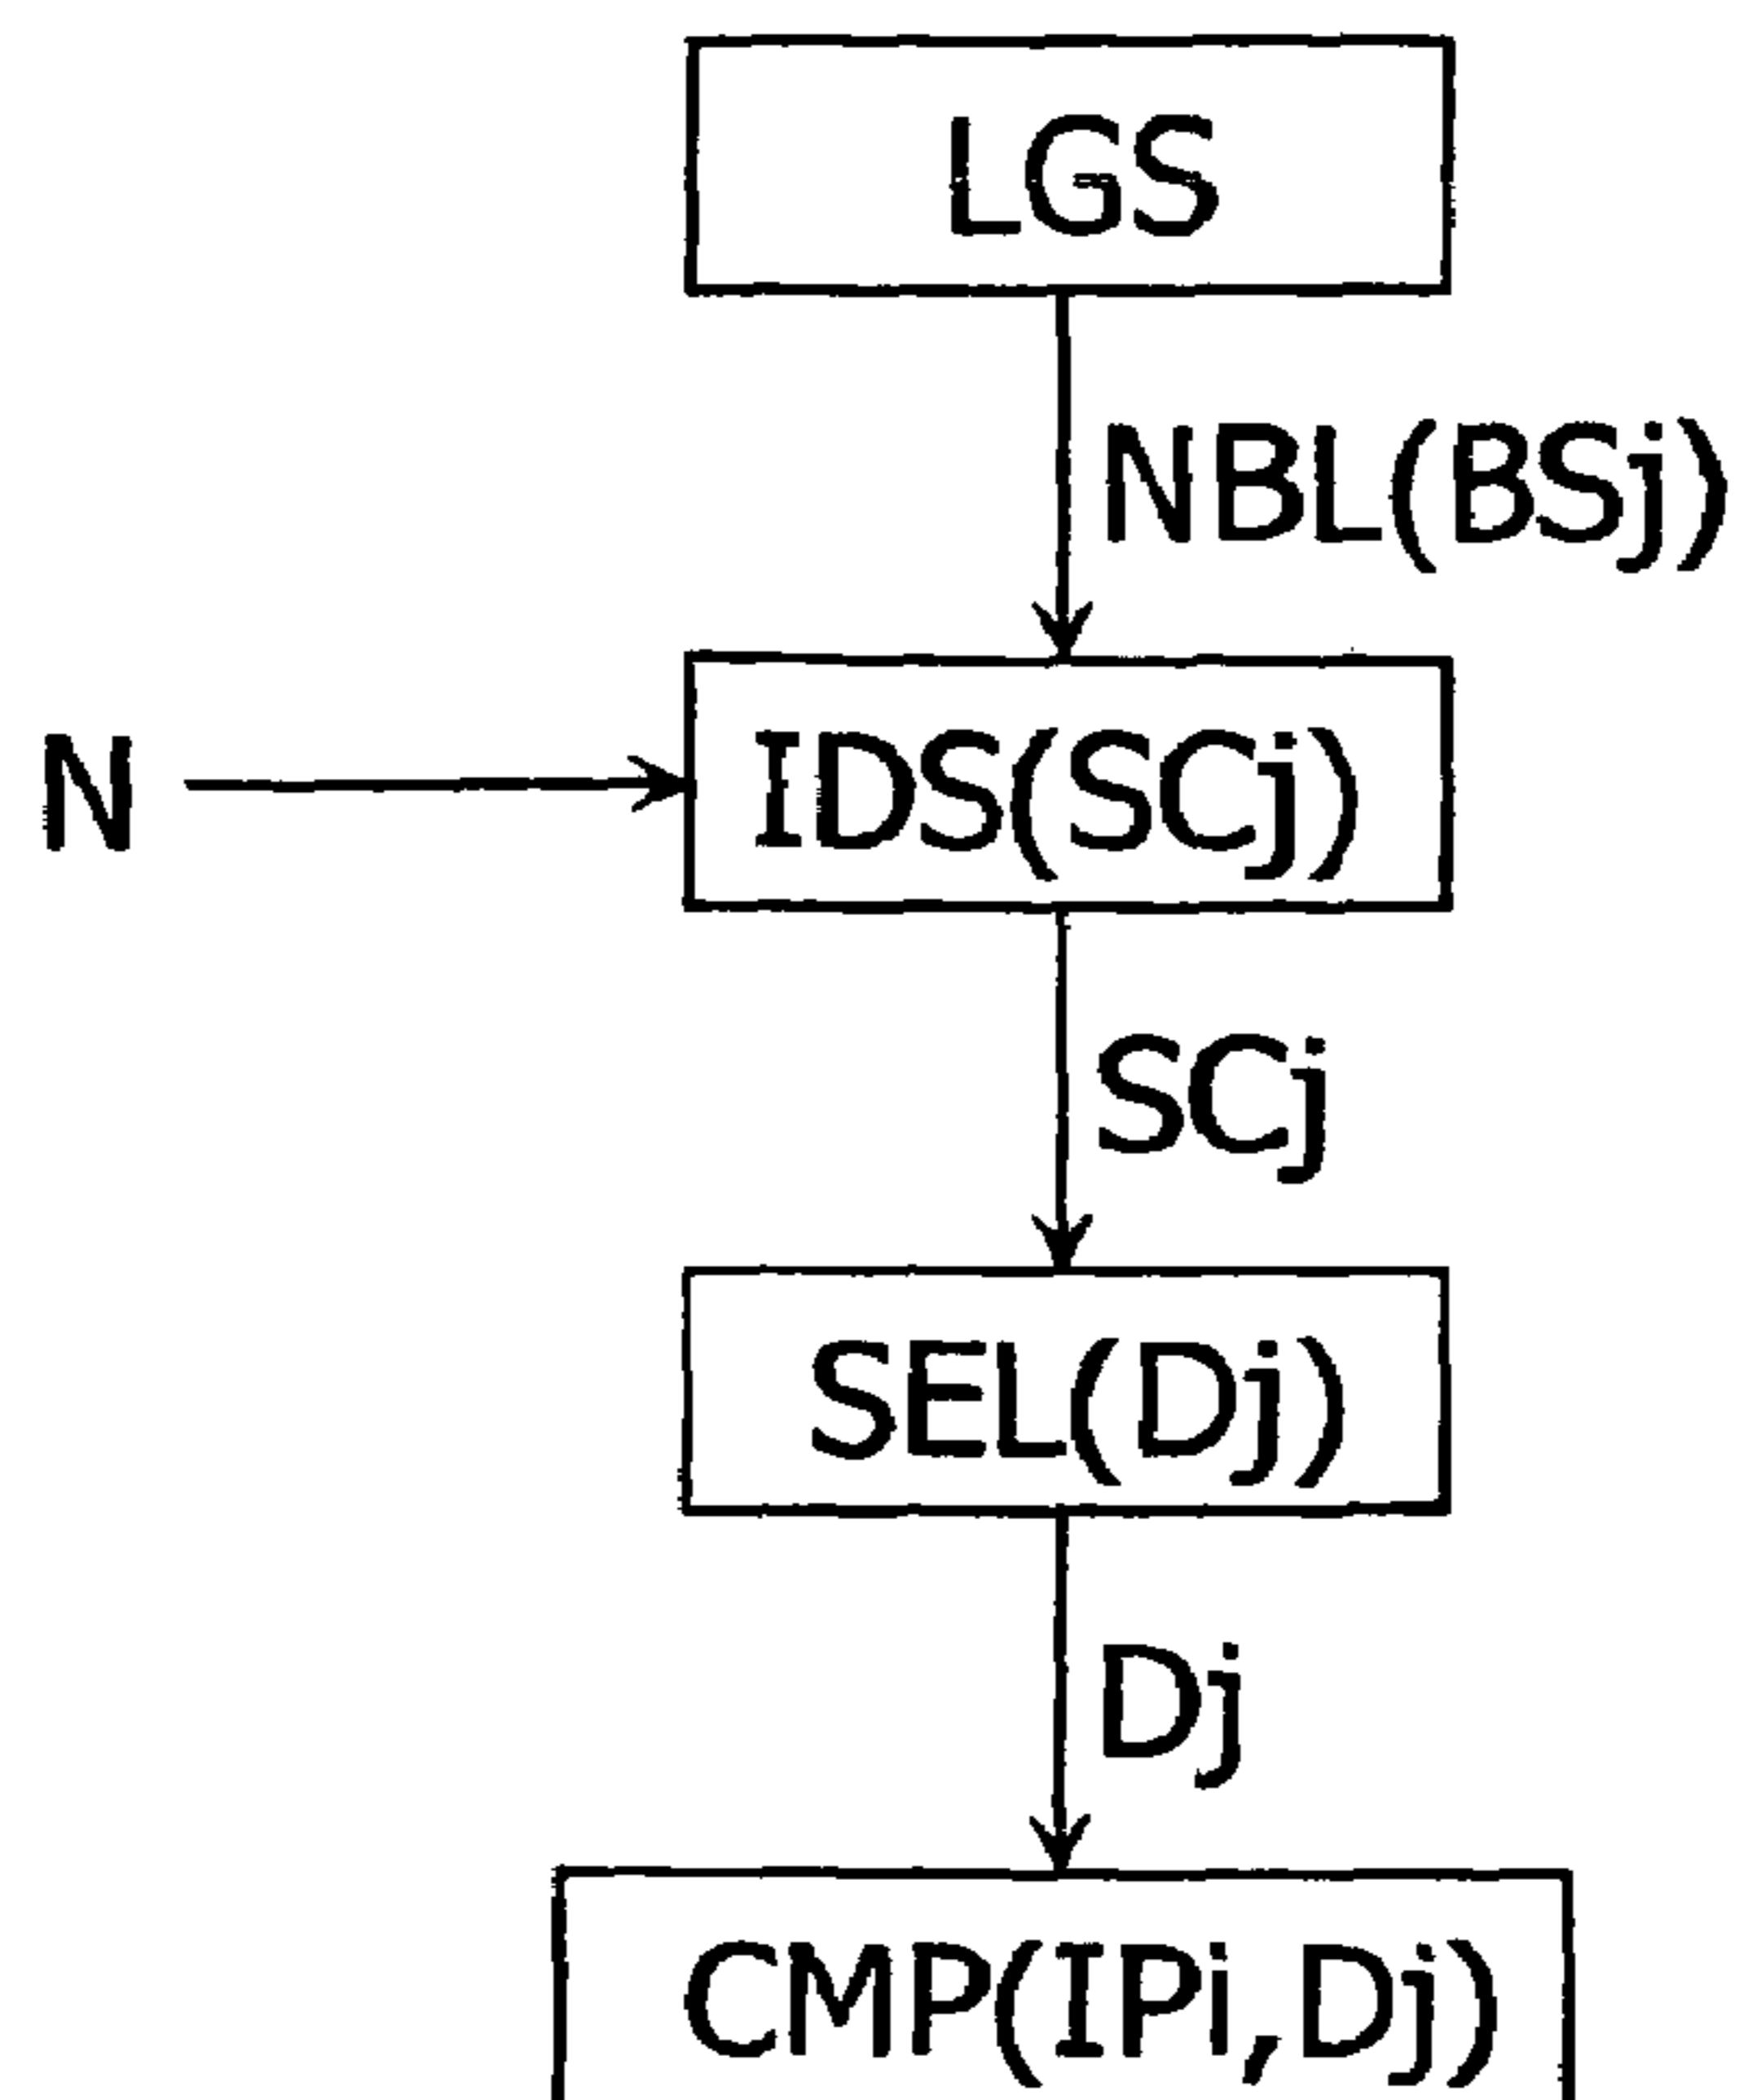 LGS
NBL(BSj)
N
IDS(SCj)
SCj
SEL(Dj)
Dj
CMP(IPi,Dj)